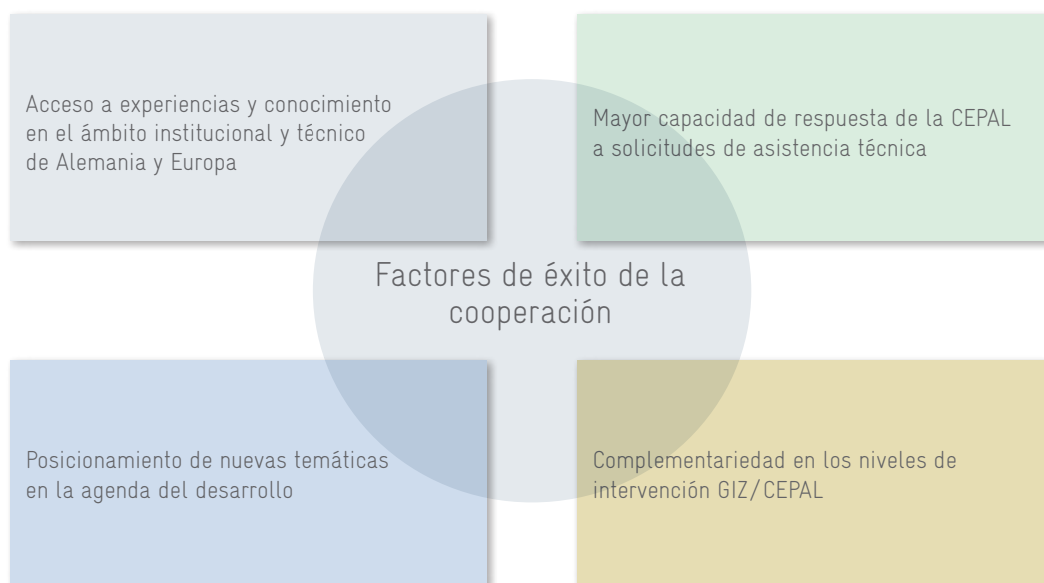 Acceso a experiencias y conocimiento
en el ámbito institucional y técnico
de Alemania y Europa
Mayor capacidad de respuesta de la CEPAL
a solicitudes de asistencia técnica
Factores de éxito de la
cooperación
Posicionamiento de nuevas temáticas
en la agenda del desarrollo
Complementariedad en los niveles de
intervención GIZ/CEPAL